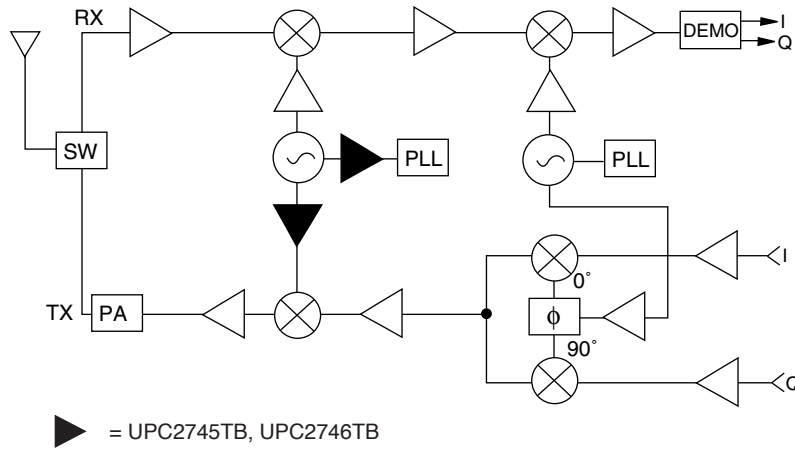 RX
DEMO
I
Q
SW
PLL
PLL
0°
I
TX
PA
ϕ
90°
Q
= UPC2745TB, UPC2746TB